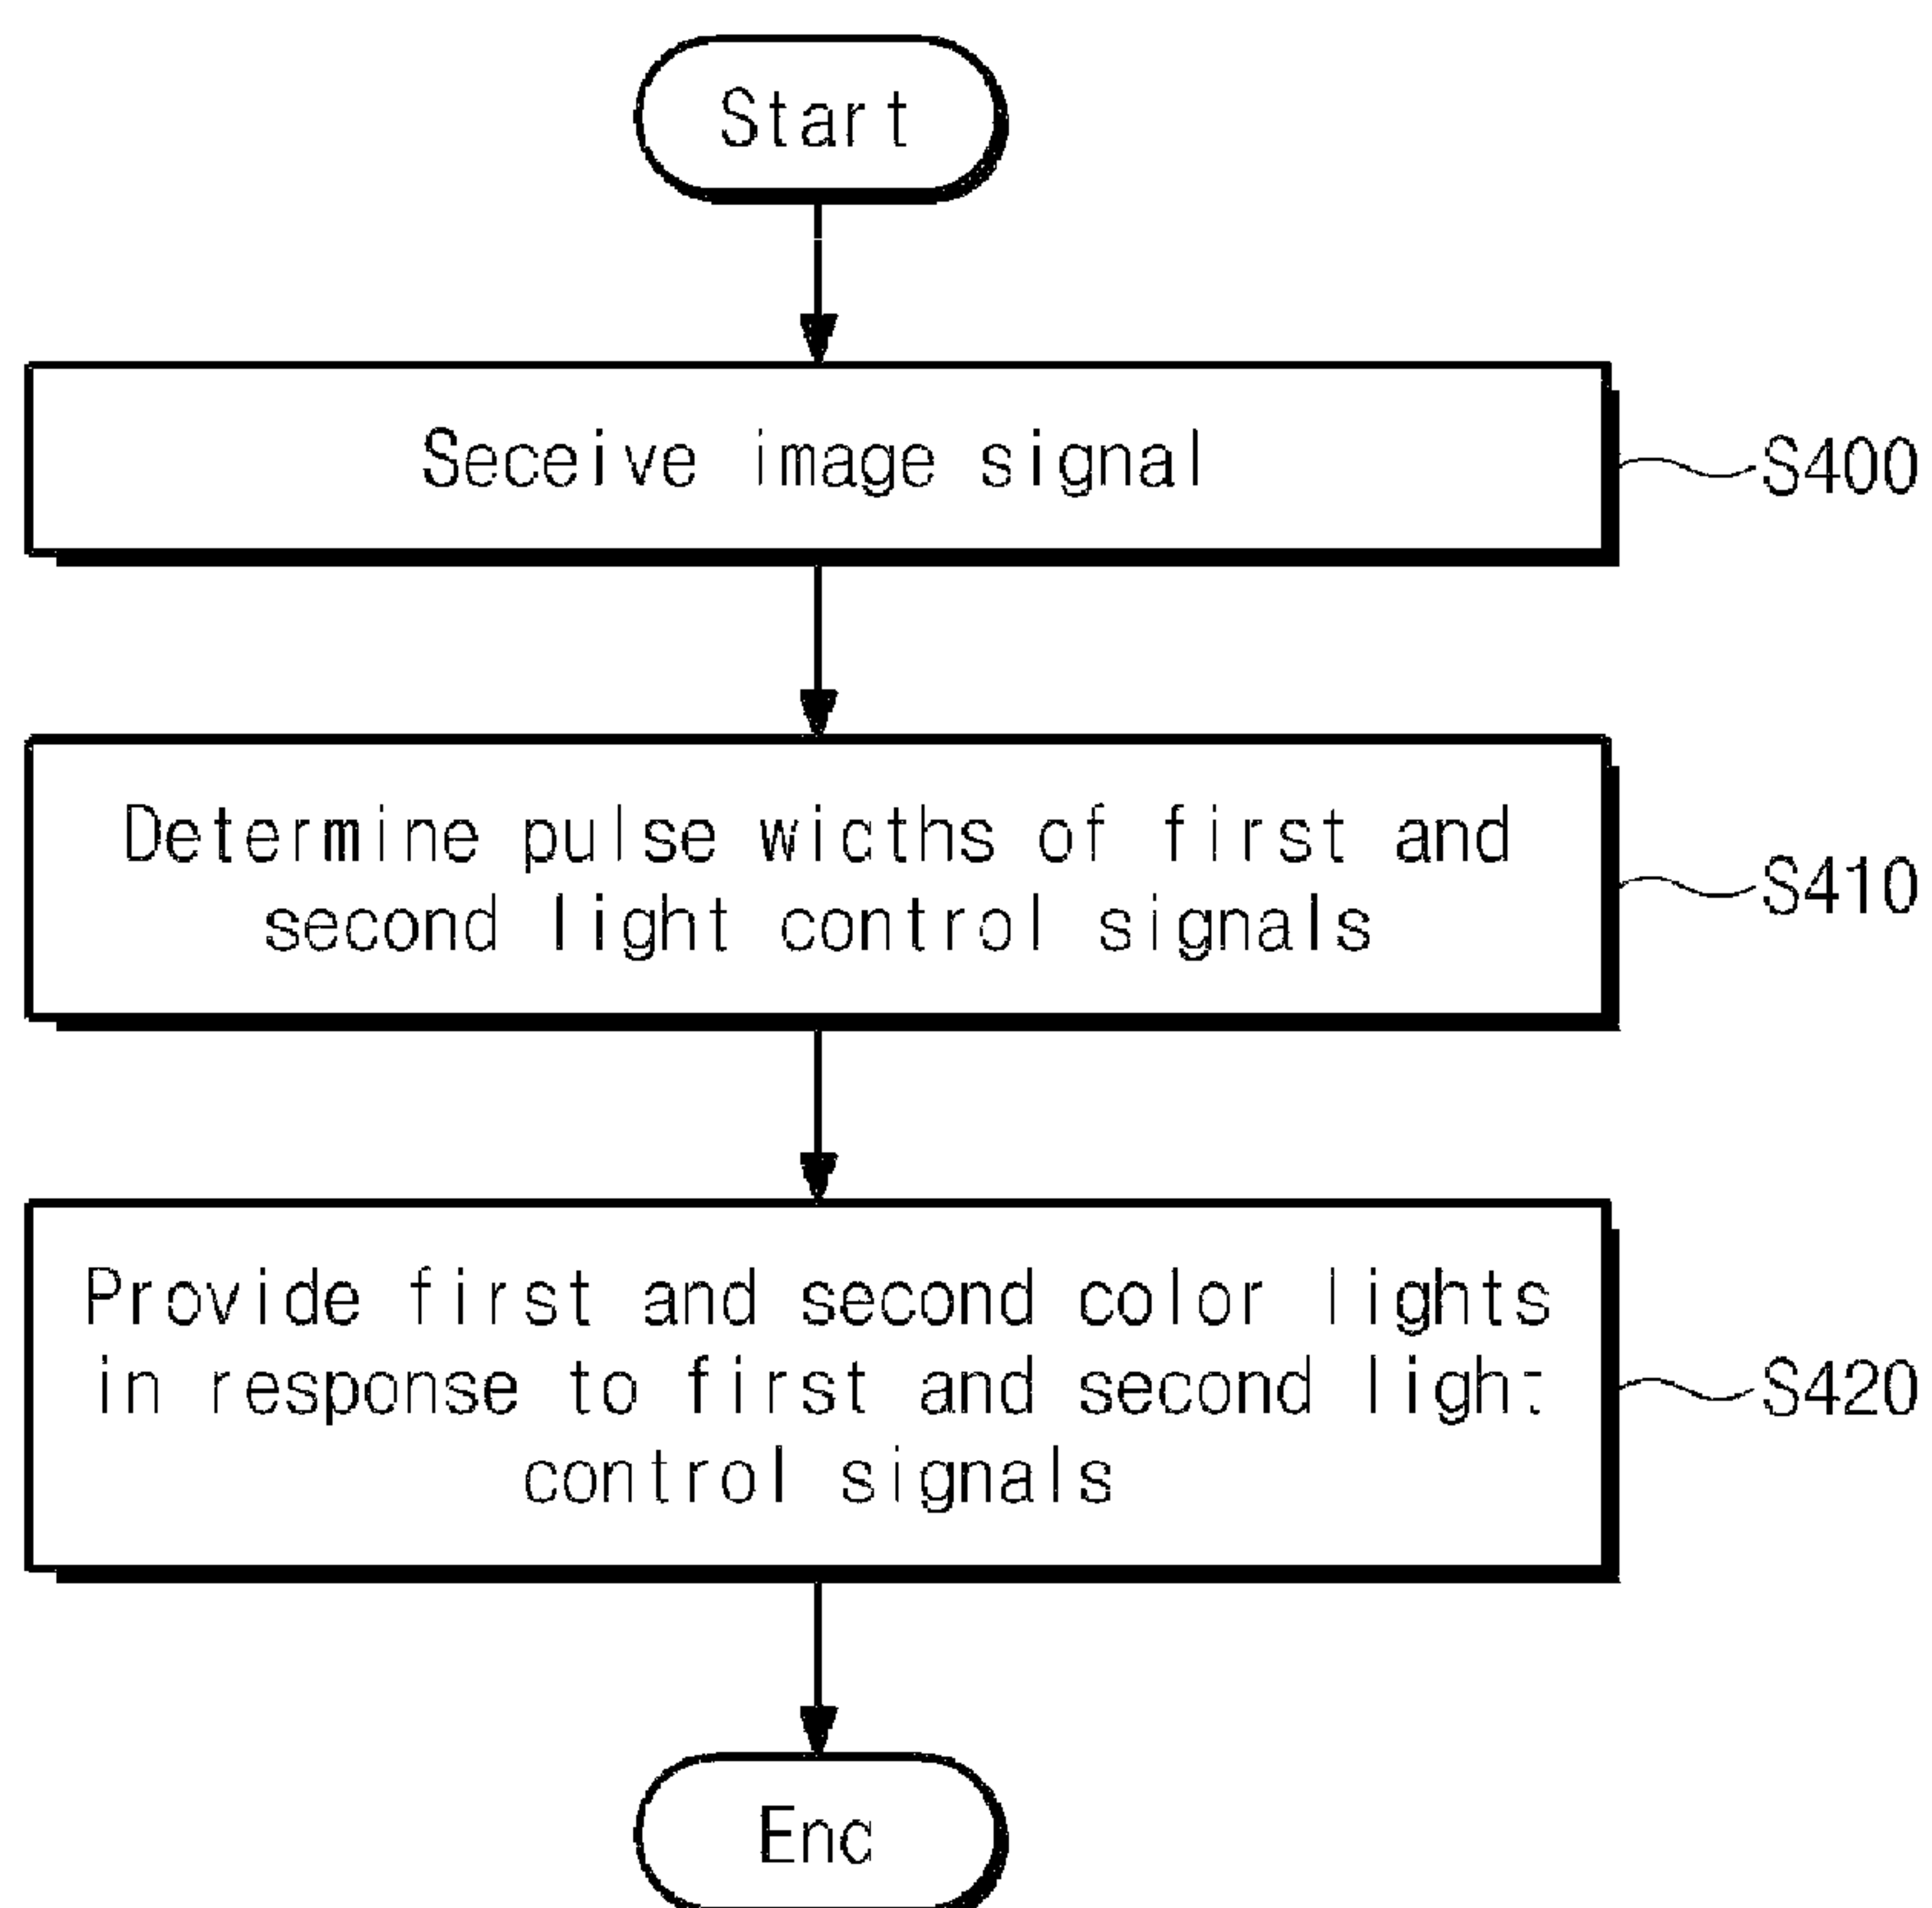 Start
Seceive image signal
S400
Determine pulse wicths of first and
second light control signals
S410
Provide first and second color lights
in response to first and second light
control signals
S420
End